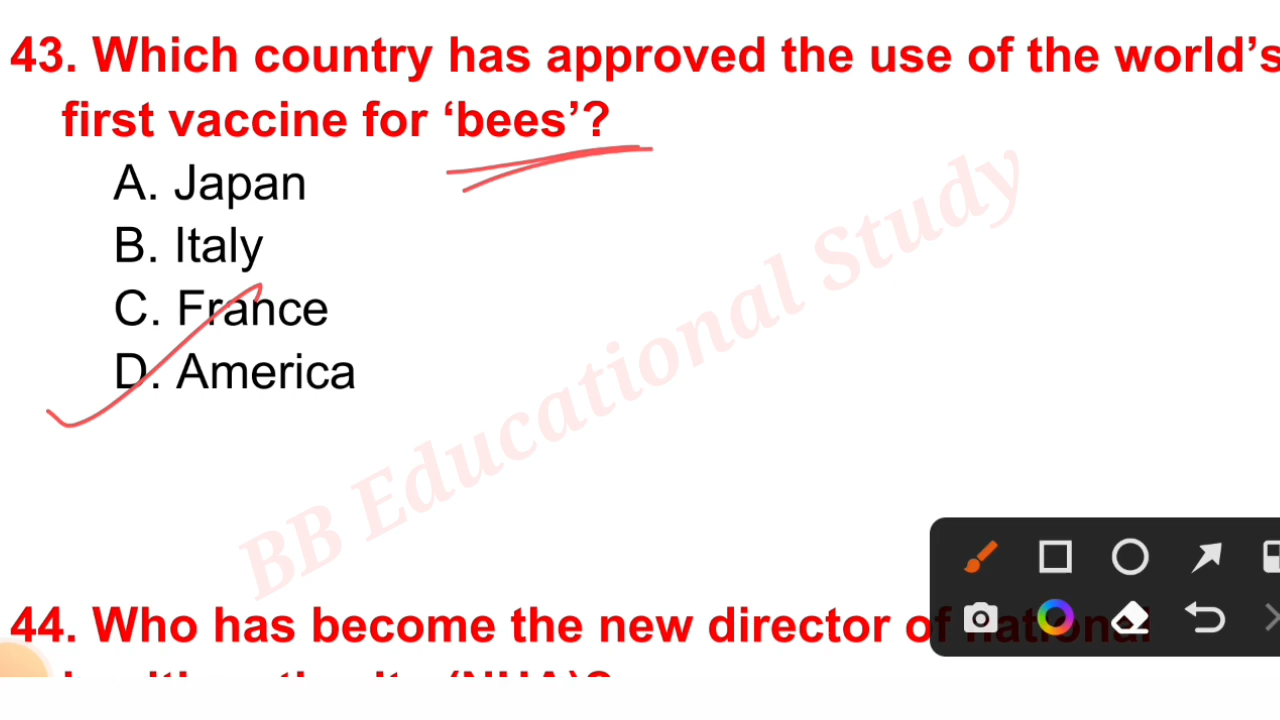 43. Which country has approved the use of the world’s
first vaccine for ‘bees’?
A. Japan
B. Italy
C. France
D. America
BB Educational Study
44. Who has become the new director of national
(NHA)?